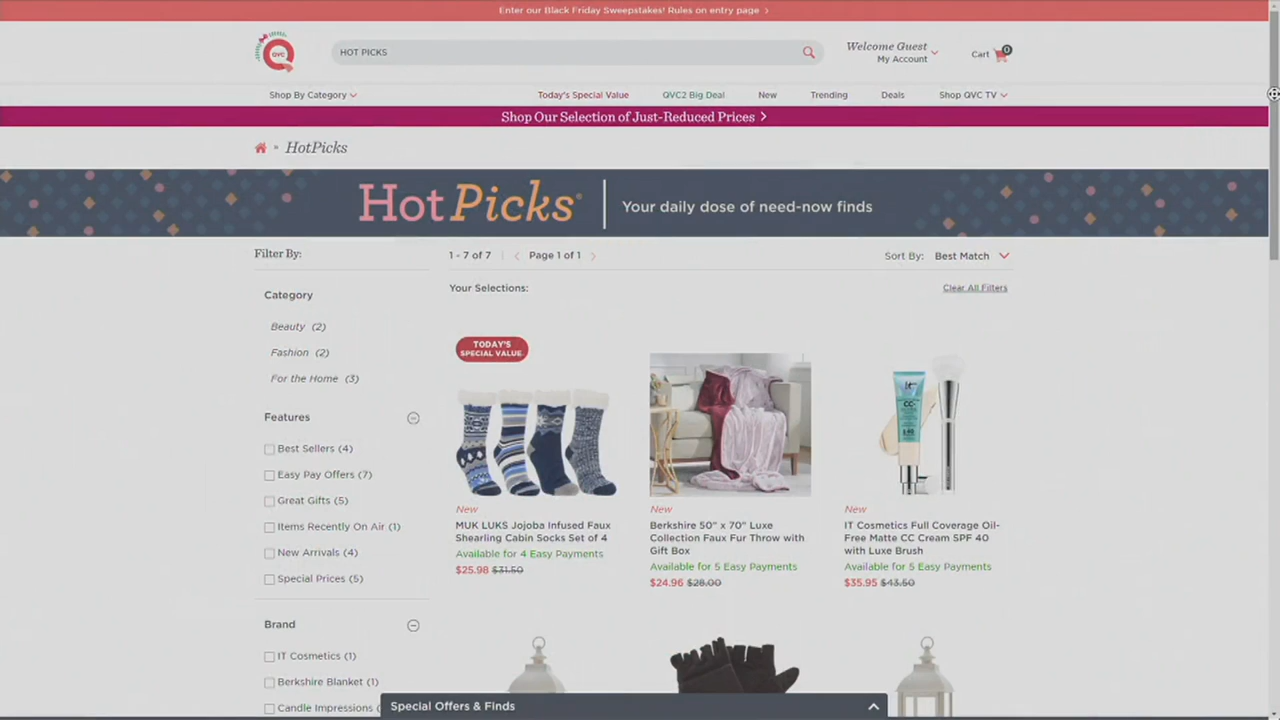 Enter our Black Friday Sweepstakes! Rules on entry page >
QVC
HOT PICKS
Welcome Guest
My Account
Cart 0
Shop By Category
Today's Special Value
QVC2 Big Deal
New
Trending
Deals
Shop QVC TV
Shop Our Selection of Just-Reduced Prices >
» HotPicks
Hot Picks®
Your daily dose of need-now finds
Filter By:
1 - 7 of 7 | < Page 1 of 1 >
Sort By: Best Match
Your Selections:
Clear All Filters
Category
Beauty (2)
Fashion (2)
For the Home (3)
Features
Best Sellers (4)
Easy Pay Offers (7)
Great Gifts (5)
Items Recently On Air (1)
New Arrivals (4)
Special Prices (5)
Brand
IT Cosmetics (1)
Berkshire Blanket (1)
Candle Impressions
TODAY'S
SPECIAL VALUE
New
MUK LUKS Jojoba Infused Faux
Shearling Cabin Socks Set of 4
Available for 4 Easy Payments
$25.98 $31.50
New
Berkshire 50" x 70" Luxe
Collection Faux Fur Throw with
Gift Box
Available for 5 Easy Payments
$24.96 $28.00
CC+
New
IT Cosmetics Full Coverage Oil-
Free Matte CC Cream SPF 40
with Luxe Brush
Available for 5 Easy Payments
$35.95 $43.50
Special Offers & Finds